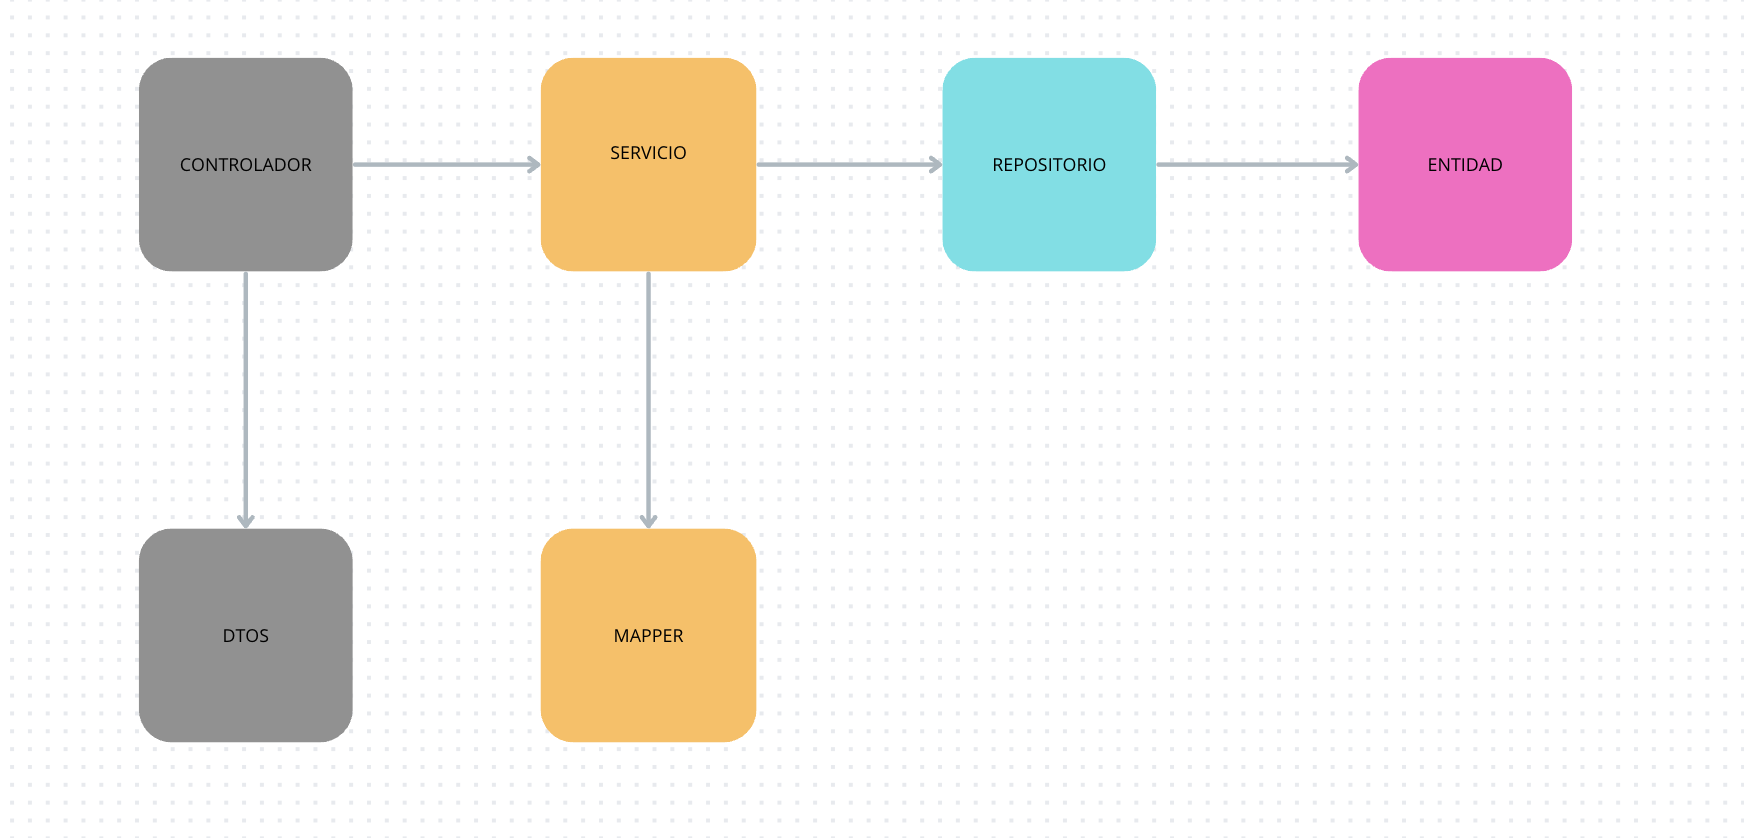 CONTROLADOR
SERVICIO
REPOSITORIO
ENTIDAD
DTOS
MAPPER